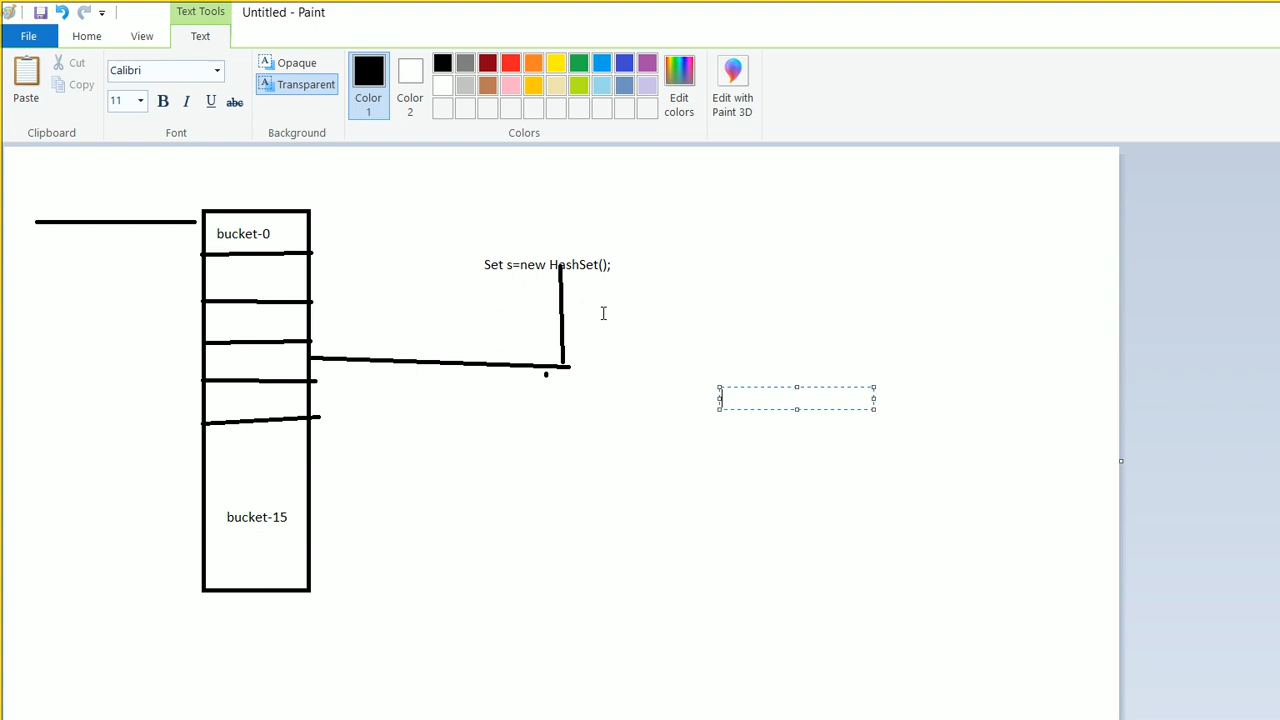 Text Tools
Untitled - Paint
File
Home
View
Text
Paste
Cut
Copy
Clipboard
Calibri
11
B I U abc
Font
Opaque
Transparent
Background
Color 1
Color 2
Edit colors
Colors
Edit with Paint 3D
bucket-0
Set s=new HashSet();
bucket-15